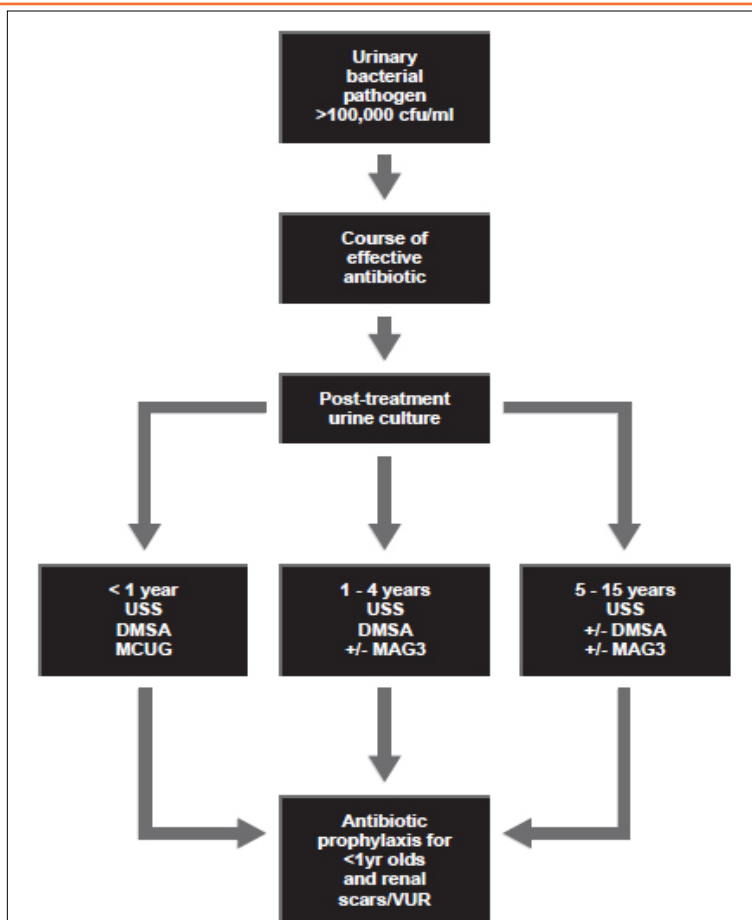 Urinary
bacterial
pathogen
>100,000 cfu/ml
Course of
effective
antibiotic
Post-treatment
urine culture
< 1 year
USS
DMSA
MCUG
1 - 4 years
USS
DMSA
+/- MAG3
5 - 15 years
USS
+/- DMSA
+/- MAG3
Antibiotic
prophylaxis for
<1yr olds
and renal
scars/VUR